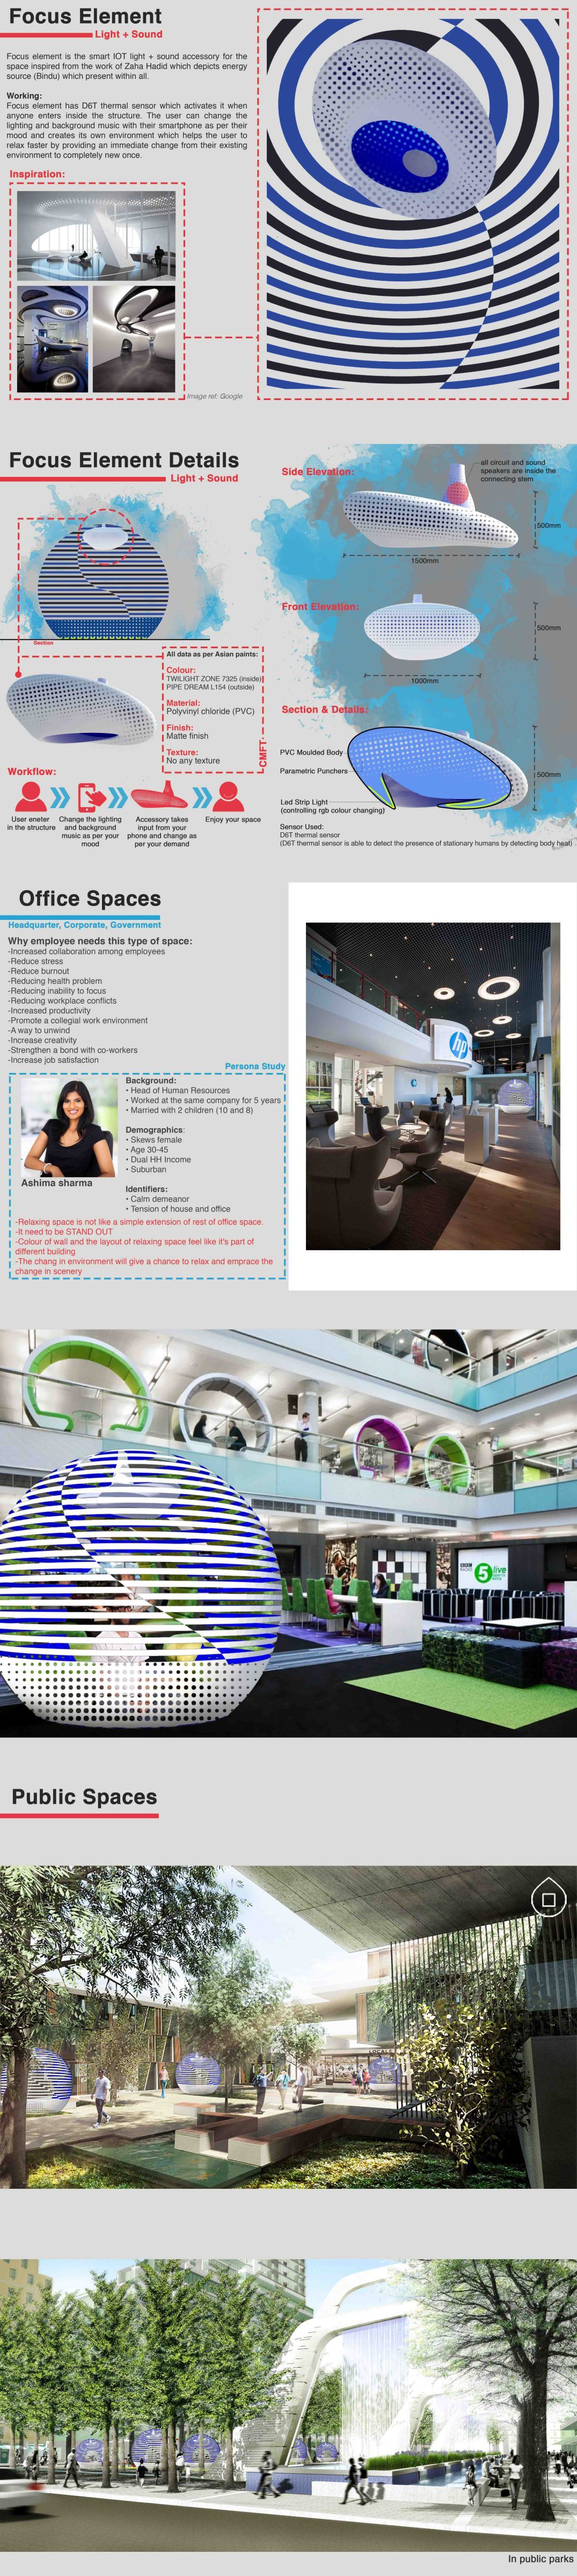 Focus Element
Light + Sound
Focus element is the smart IOT light + sound accessory for the
space inspired from the work of Zaha Hadid which depicts energy
source (Bindu) which present within all.
Working:
Focus element has D6T thermal sensor which activates it when
anyone enters inside the structure. The user can change the
lighting and background music with their smartphone as per their
mood and creates its own environment which helps the user to
relax faster by providing an immediate change from their existing
environment to completely new once.
Inspiration:
Image ref: Google
Focus Element Details
Light + Sound
Section
All data as per Asian paints:
Colour:
TWILIGHT ZONE 7325 (inside)
PIPE DREAM L154 (outside)
Material:
Polyvinyl chloride (PVC)
Finish:
Matte finish
Texture:
No any texture
CMFT
Workflow:
User eneter
in the structure
Change the lighting
and background
music as per your
mood
Accessory takes
input from your
phone and change as
per your demand
Enjoy your space
Side Elevation:
all circuit and sound
speakers are inside the
connecting stem
500mm
1500mm
Front Elevation:
500mm
1000mm
Section & Details:
PVC Moulded Body
Parametric Punchers
500mm
Led Strip Light
(controlling rgb colour changing)
Sensor Used:
D6T thermal sensor
(D6T thermal sensor is able to detect the presence of stationary humans by detecting body heat)
Office Spaces
Headquarter, Corporate, Government
Why employee needs this type of space:
-Increased collaboration among employees
-Reduce stress
-Reduce burnout
-Reducing health problem
-Reducing inability to focus
-Reducing workplace conflicts
-Increased productivity
-Promote a collegial work environment
-A way to unwind
-Increase creativity
-Strengthen a bond with co-workers
-Increase job satisfaction
Persona Study
Ashima sharma
Background:
• Head of Human Resources
• Worked at the same company for 5 years
• Married with 2 children (10 and 8)
Demographics:
• Skews female
• Age 30-45
• Dual HH Income
• Suburban
Identifiers:
• Calm demeanor
• Tension of house and office
-Relaxing space is not like a simple extension of rest of office space.
-It need to be STAND OUT
-Colour of wall and the layout of relaxing space feel like it's part of
different building
-The chang in environment will give a chance to relax and emprace the
change in scenery
hp
BBC
RADIO
5 live
Public Spaces
In public parks